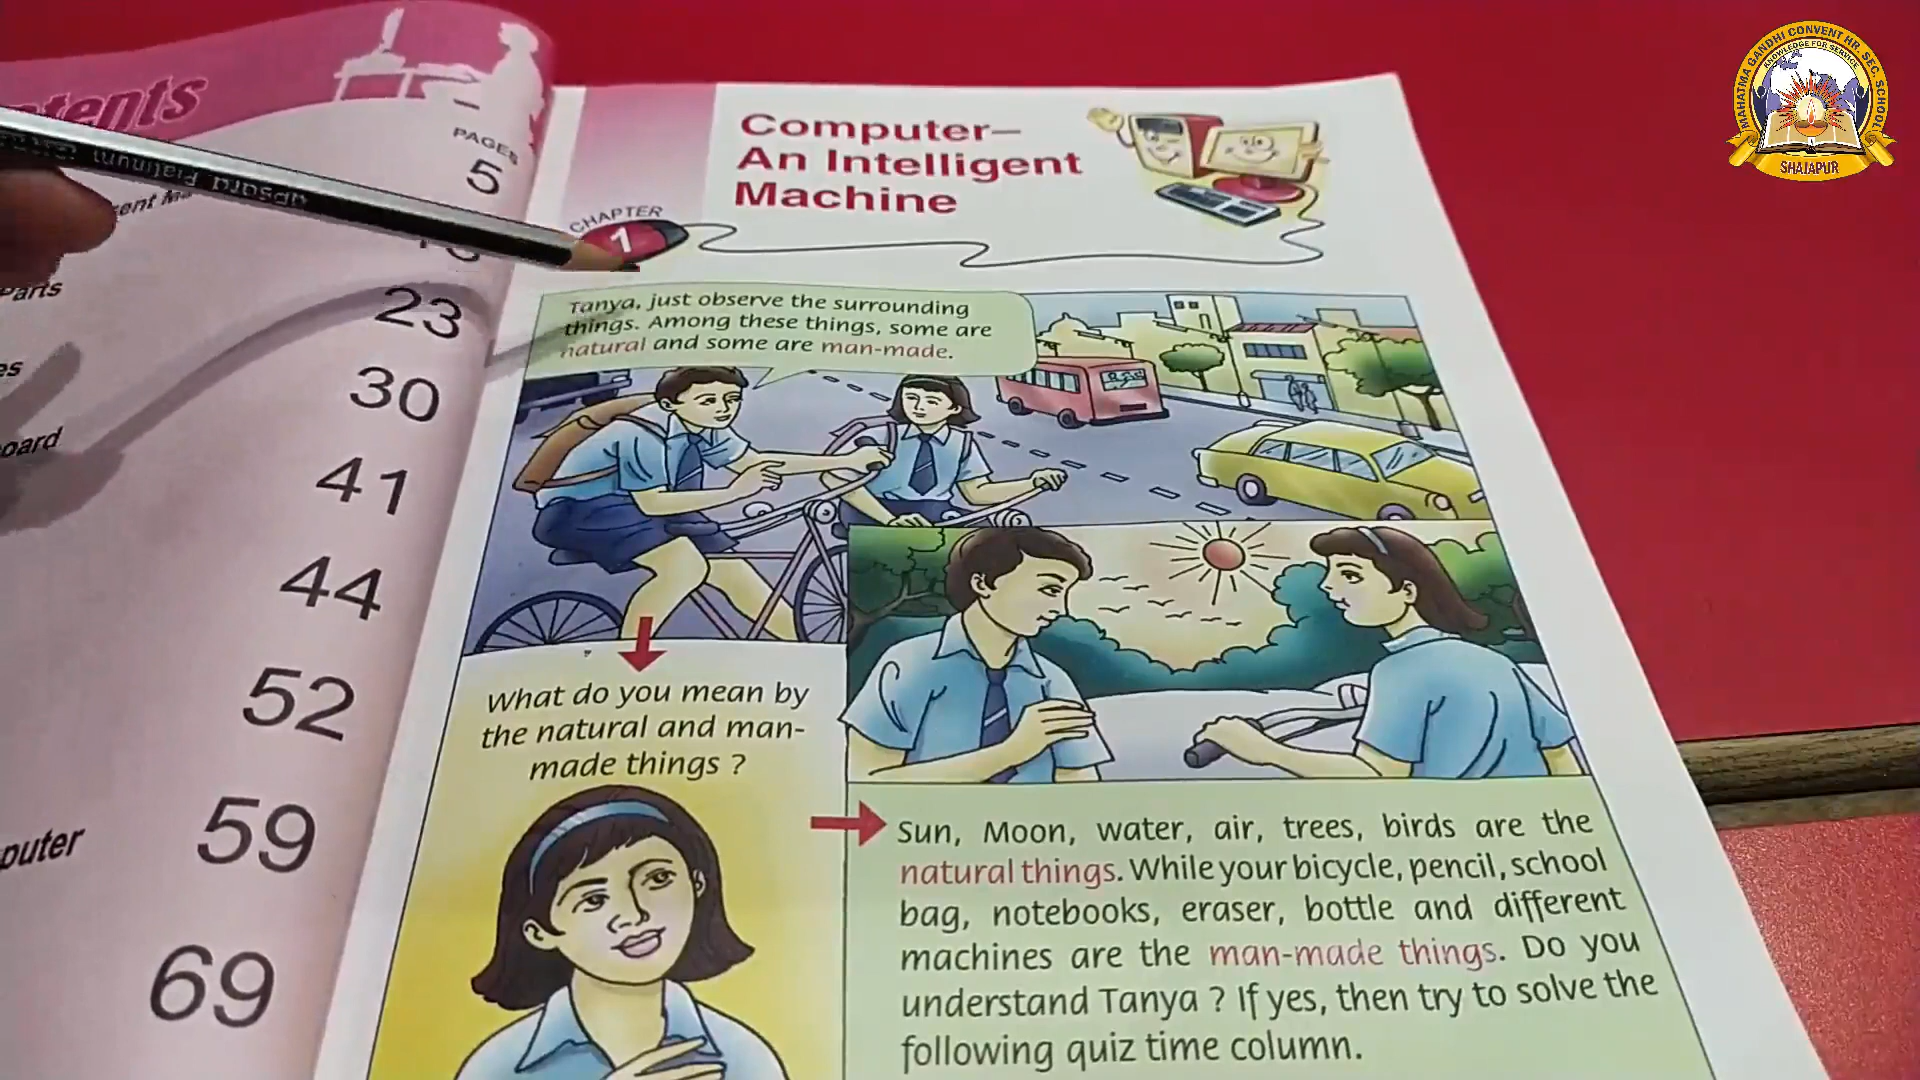 tents
PAGES
5
23
30
41
44
52
59
69
Parts
es
oard
puter
Apsara Platinum
CHAPTER
1
Computer—
An Intelligent
Machine
Tanya, just observe the surrounding
things. Among these things, some are
natural and some are man-made.
What do you mean by
the natural and man-
made things ?
Sun, Moon, water, air, trees, birds are the
natural things. While your bicycle, pencil, school
bag, notebooks, eraser, bottle and different
machines are the man-made things. Do you
understand Tanya ? If yes, then try to solve the
following quiz time column.
MAHATMA GANDHI CONVENT HR. SEC. SCHOOL
KNOWLEDGE FOR SERVICE
SHAJAPUR